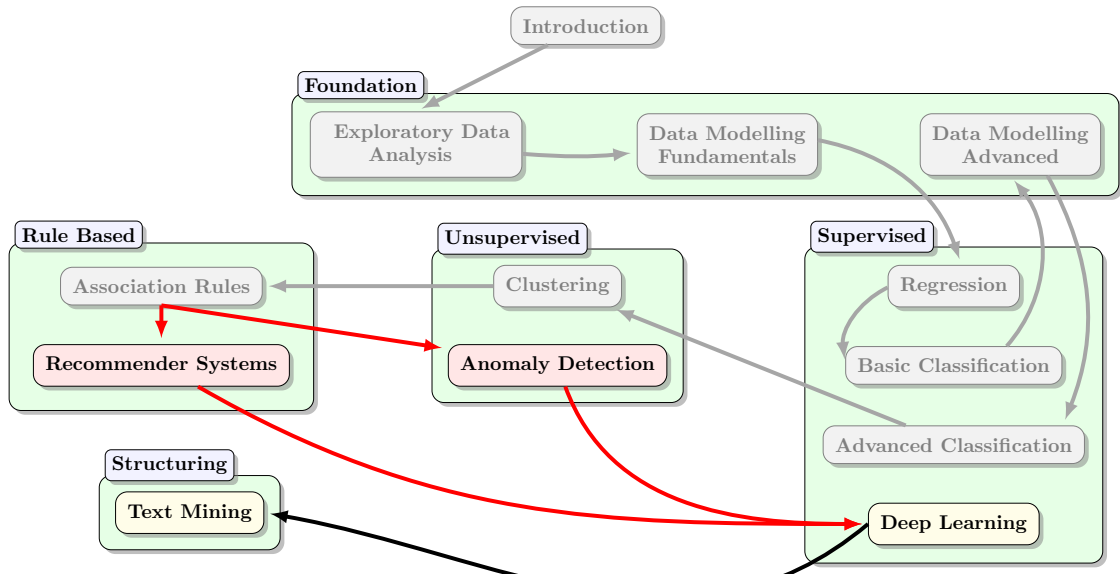 Introduction
Foundation
Exploratory Data
Analysis
Data Modelling
Fundamentals
Data Modelling
Advanced
Rule Based
Association Rules
Recommender Systems
Unsupervised
Clustering
Anomaly Detection
Supervised
Regression
Basic Classification
Advanced Classification
Deep Learning
Structuring
Text Mining